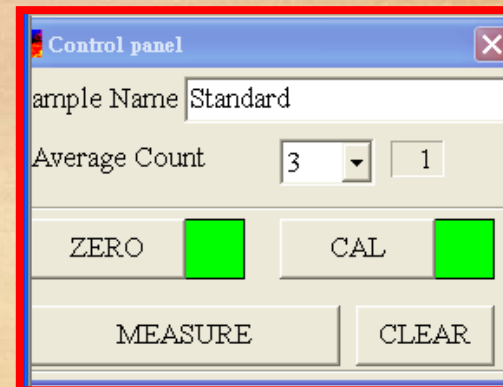 Control panel
ample Name Standard
Average Count 3 1
ZERO CAL
MEASURE CLEAR